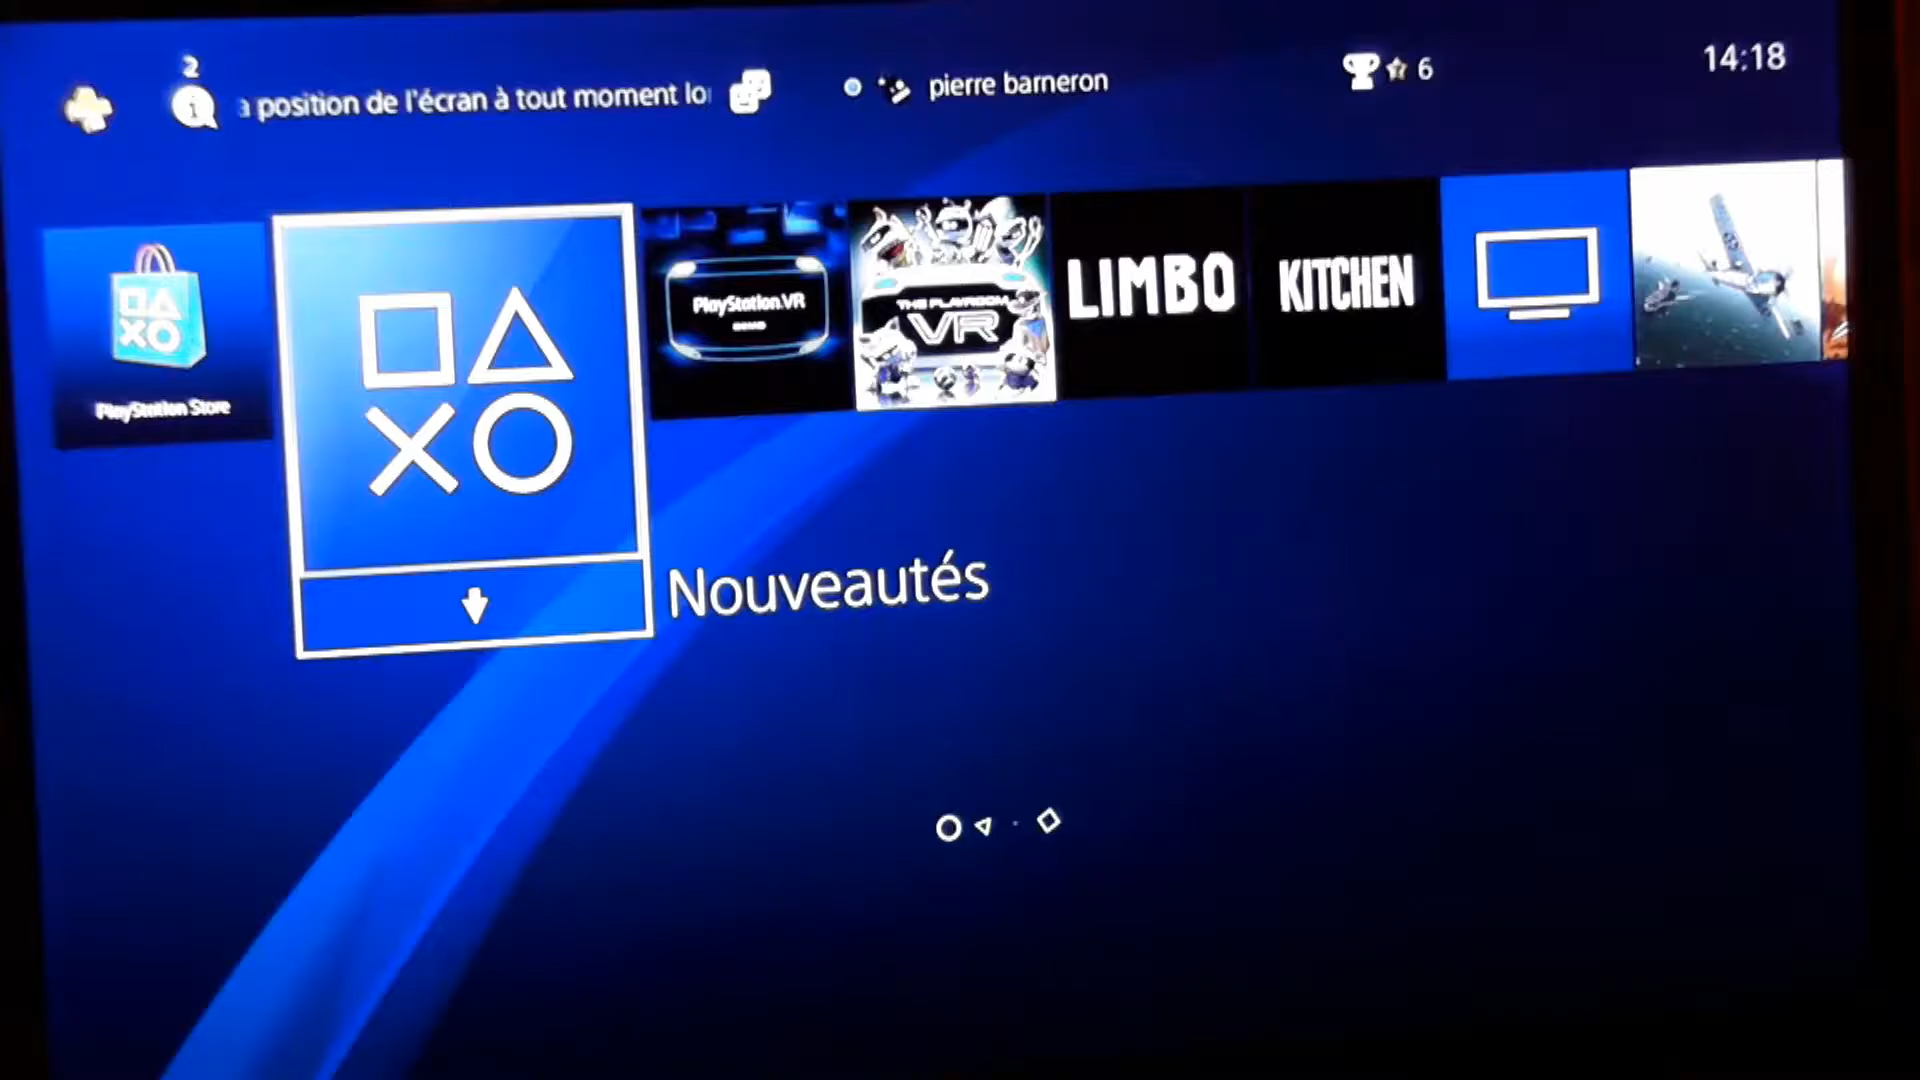 2
a position de l'écran à tout moment lo
pierre barneron
6
14:18
PlayStation Store
PlayStation.VR
DEMO
THE PLAYROOM
VR
LIMBO
KITCHEN
Nouveautés